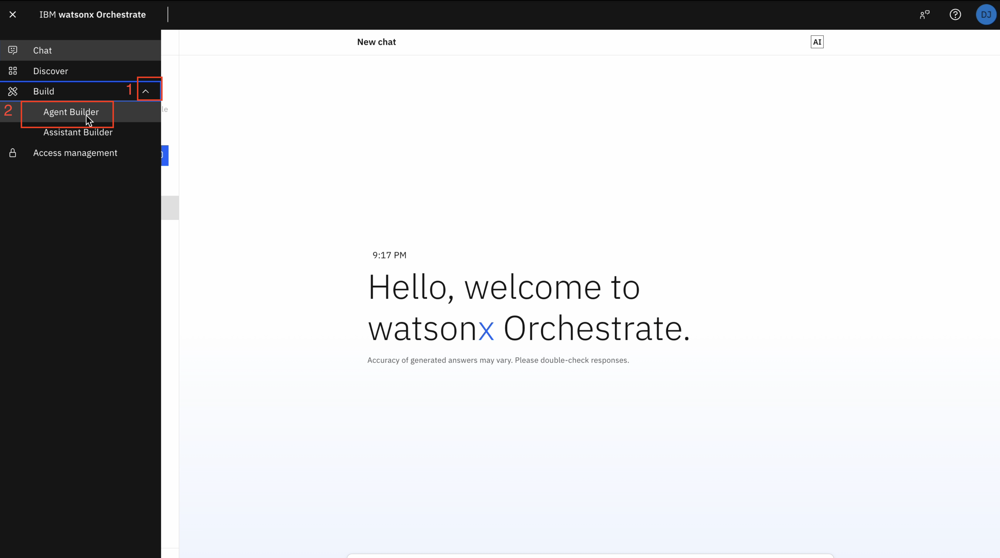 IBM watsonx Orchestrate
DJ
Chat
Discover
Build
1
2
Agent Builder
Assistant Builder
Access management
le
New chat
AI
9:17 PM
Hello, welcome to
watsonx Orchestrate.
Accuracy of generated answers may vary. Please double-check responses.